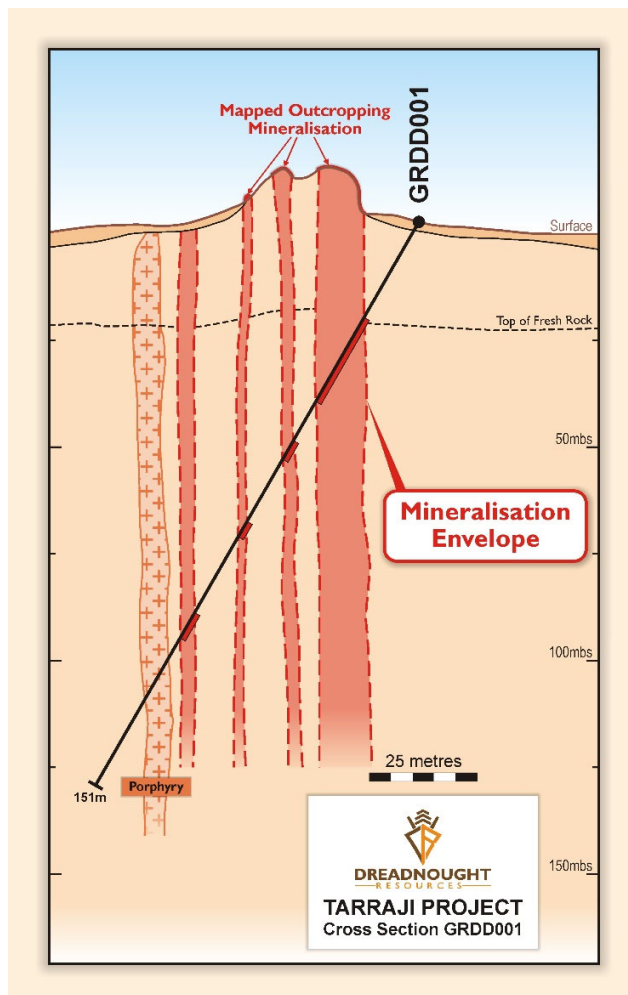 Mapped Outcropping
Mineralisation
GRDD001
Surface
Top of Fresh Rock
50mbs
Mineralisation
Envelope
100mbs
25 metres
Porphyry
151m
150mbs
DREADNOUGHT
RESOURCES
TARRAJI PROJECT
Cross Section GRDD001